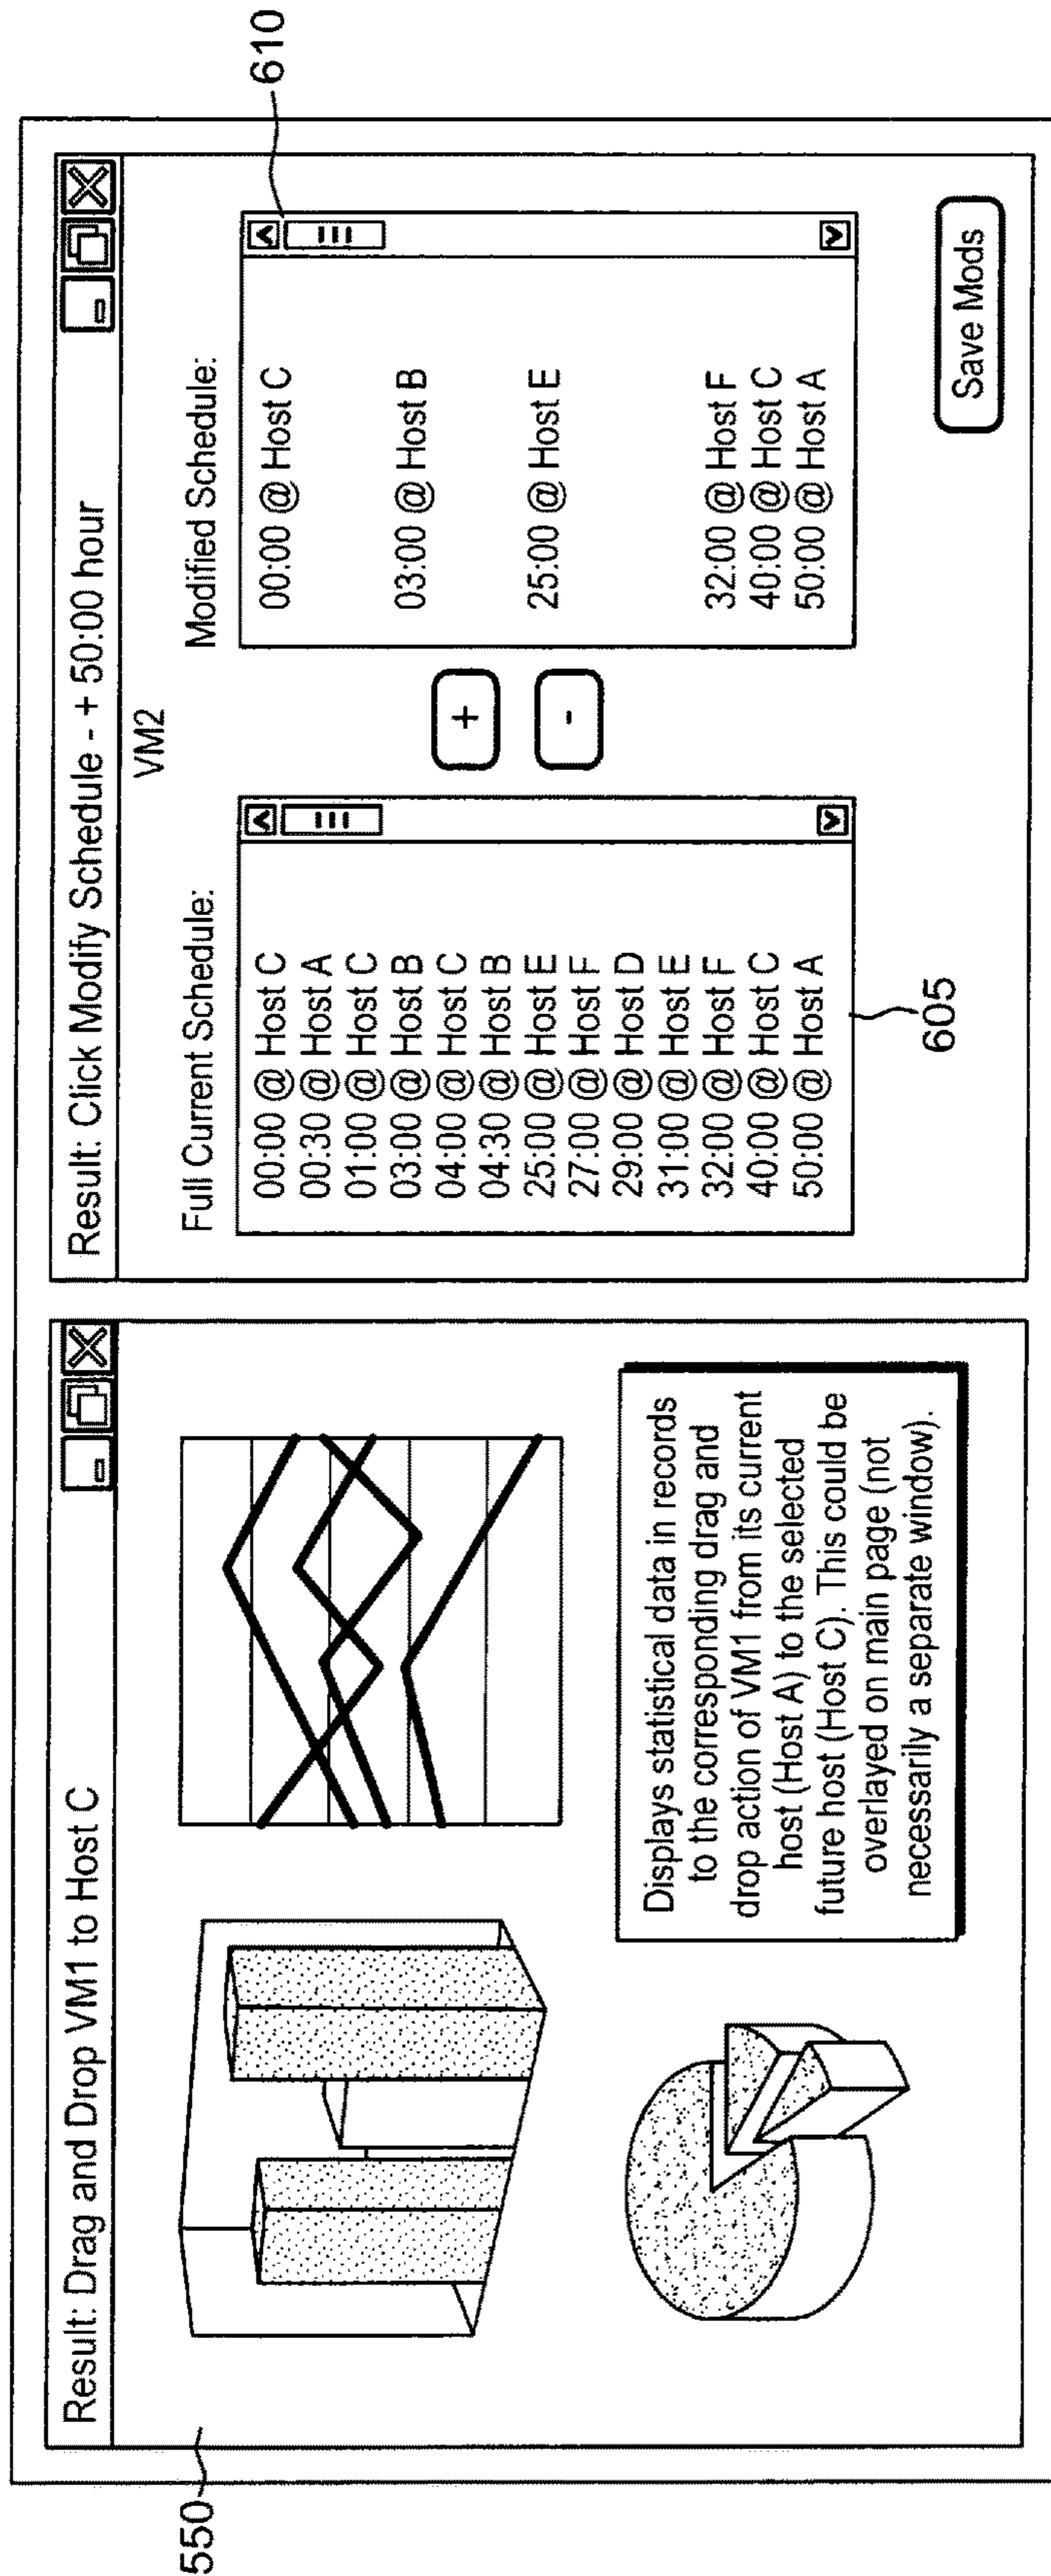 550
Result: Drag and Drop VM1 to Host C
Displays statistical data in records
to the corresponding drag and
drop action of VM1 from its current
host (Host A) to the selected
future host (Host C). This could be
overlayed on main page (not
necessarily a separate window).
Result: Click Modify Schedule - + 50:00 hour
VM2
Full Current Schedule:
00:00 @ Host C
00:30 @ Host A
01:00 @ Host C
03:00 @ Host B
04:00 @ Host C
04:30 @ Host B
25:00 @ Host E
27:00 @ Host F
29:00 @ Host D
31:00 @ Host E
32:00 @ Host F
40:00 @ Host C
50:00 @ Host A
605
+
-
Modified Schedule:
00:00 @ Host C
03:00 @ Host B
25:00 @ Host E
32:00 @ Host F
40:00 @ Host C
50:00 @ Host A
610
Save Mods